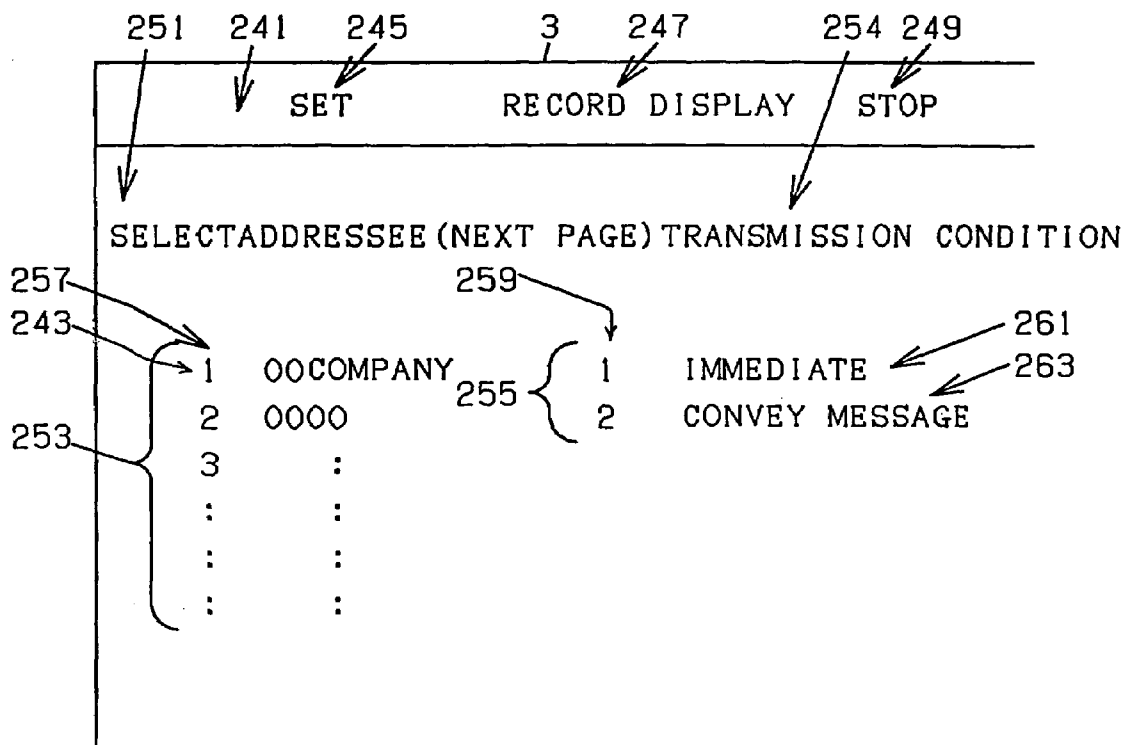 251 241 245 3 247 254 249
SET RECORD DISPLAY STOP
SELECTADDRESSEE(NEXT PAGE)TRANSMISSION CONDITION
257 259
243 261
1 OOCOMPANY 1 IMMEDIATE
255 263
2 OOOO 2 CONVEY MESSAGE
253
3 :
: :
: :
: :